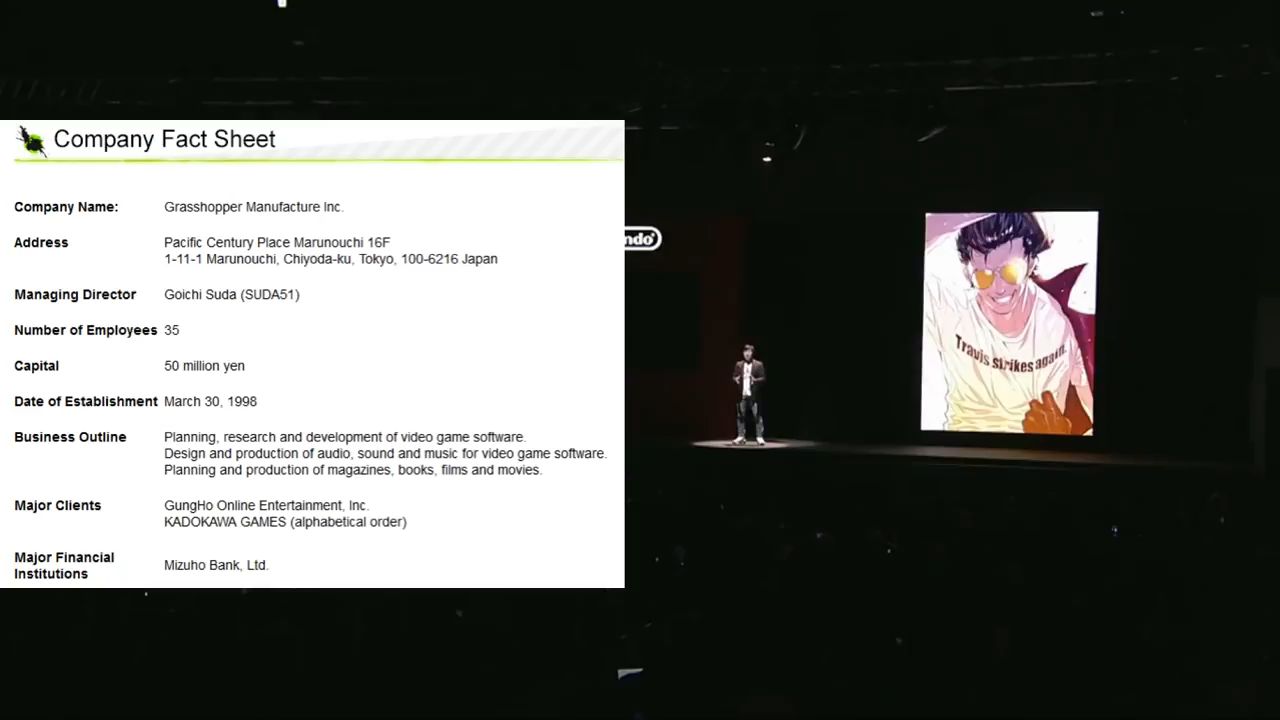 Company Fact Sheet
Company Name: Grasshopper Manufacture Inc.
Address Pacific Century Place Marunouchi 16F
1-11-1 Marunouchi, Chiyoda-ku, Tokyo, 100-6216 Japan
Managing Director Goichi Suda (SUDA51)
Number of Employees 35
Capital 50 million yen
Date of Establishment March 30, 1998
Business Outline Planning, research and development of video game software.
Design and production of audio, sound and music for video game software.
Planning and production of magazines, books, films and movies.
Major Clients GungHo Online Entertainment, Inc.
KADOKAWA GAMES (alphabetical order)
Major Financial
Institutions Mizuho Bank, Ltd.
ndo
Travis strikes again.